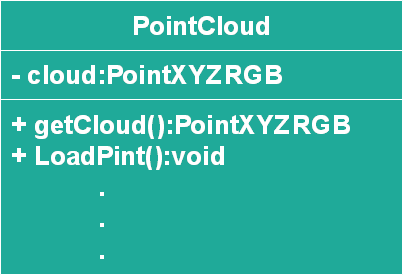 PointCloud
- cloud:PointXYZRGB
+ getCloud():PointXYZRGB
+ LoadPint():void
.
.
.